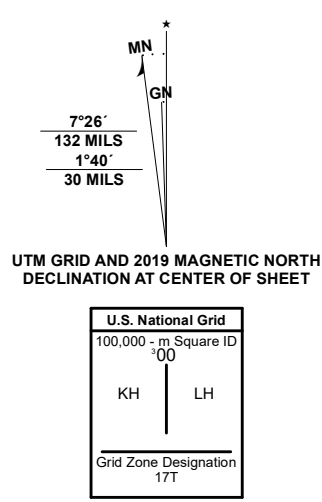 MN
GN
7°26´
132 MILS
1°40´
30 MILS
UTM GRID AND 2019 MAGNETIC NORTH
DECLINATION AT CENTER OF SHEET
U.S. National Grid
100,000 - m Square ID
³00
KH LH
Grid Zone Designation
17T